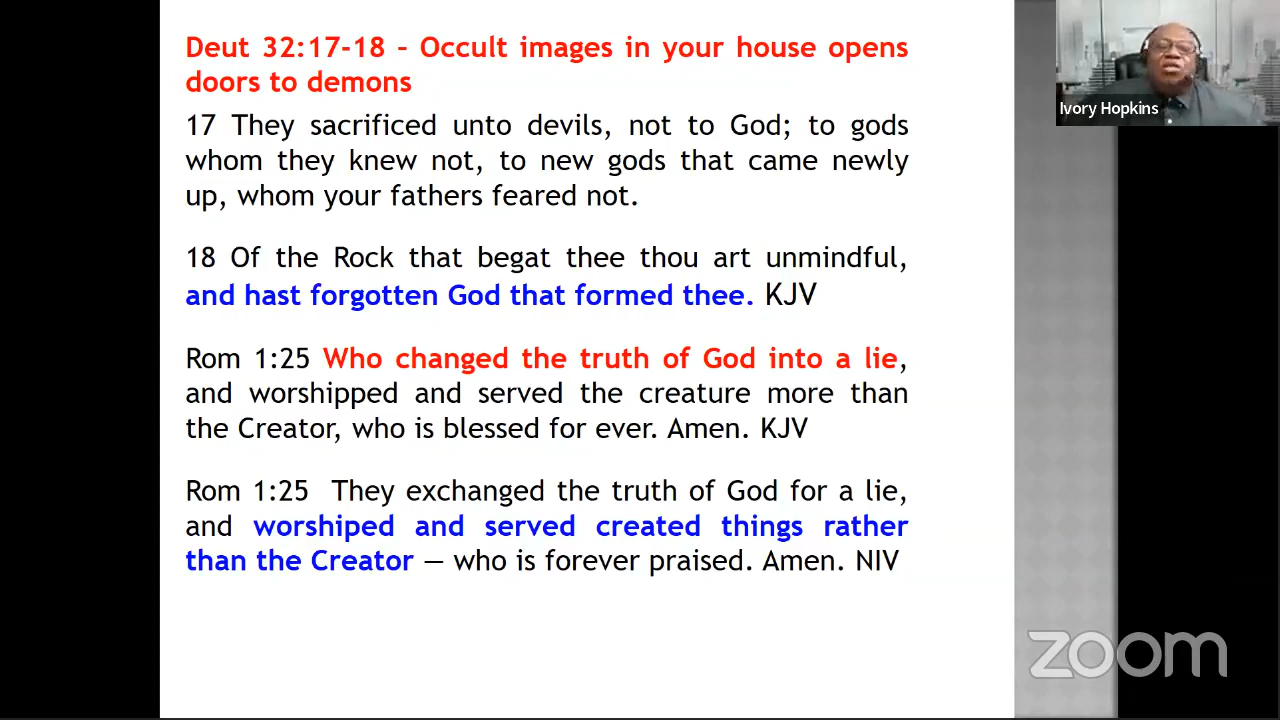 Deut 32:17-18 – Occult images in your house opens
doors to demons
17 They sacrificed unto devils, not to God; to gods
whom they knew not, to new gods that came newly
up, whom your fathers feared not.
18 Of the Rock that begat thee thou art unmindful,
and hast forgotten God that formed thee. KJV
Rom 1:25 Who changed the truth of God into a lie,
and worshipped and served the creature more than
the Creator, who is blessed for ever. Amen. KJV
Rom 1:25 They exchanged the truth of God for a lie,
and worshiped and served created things rather
than the Creator — who is forever praised. Amen. NIV
Ivory Hopkins
zoom